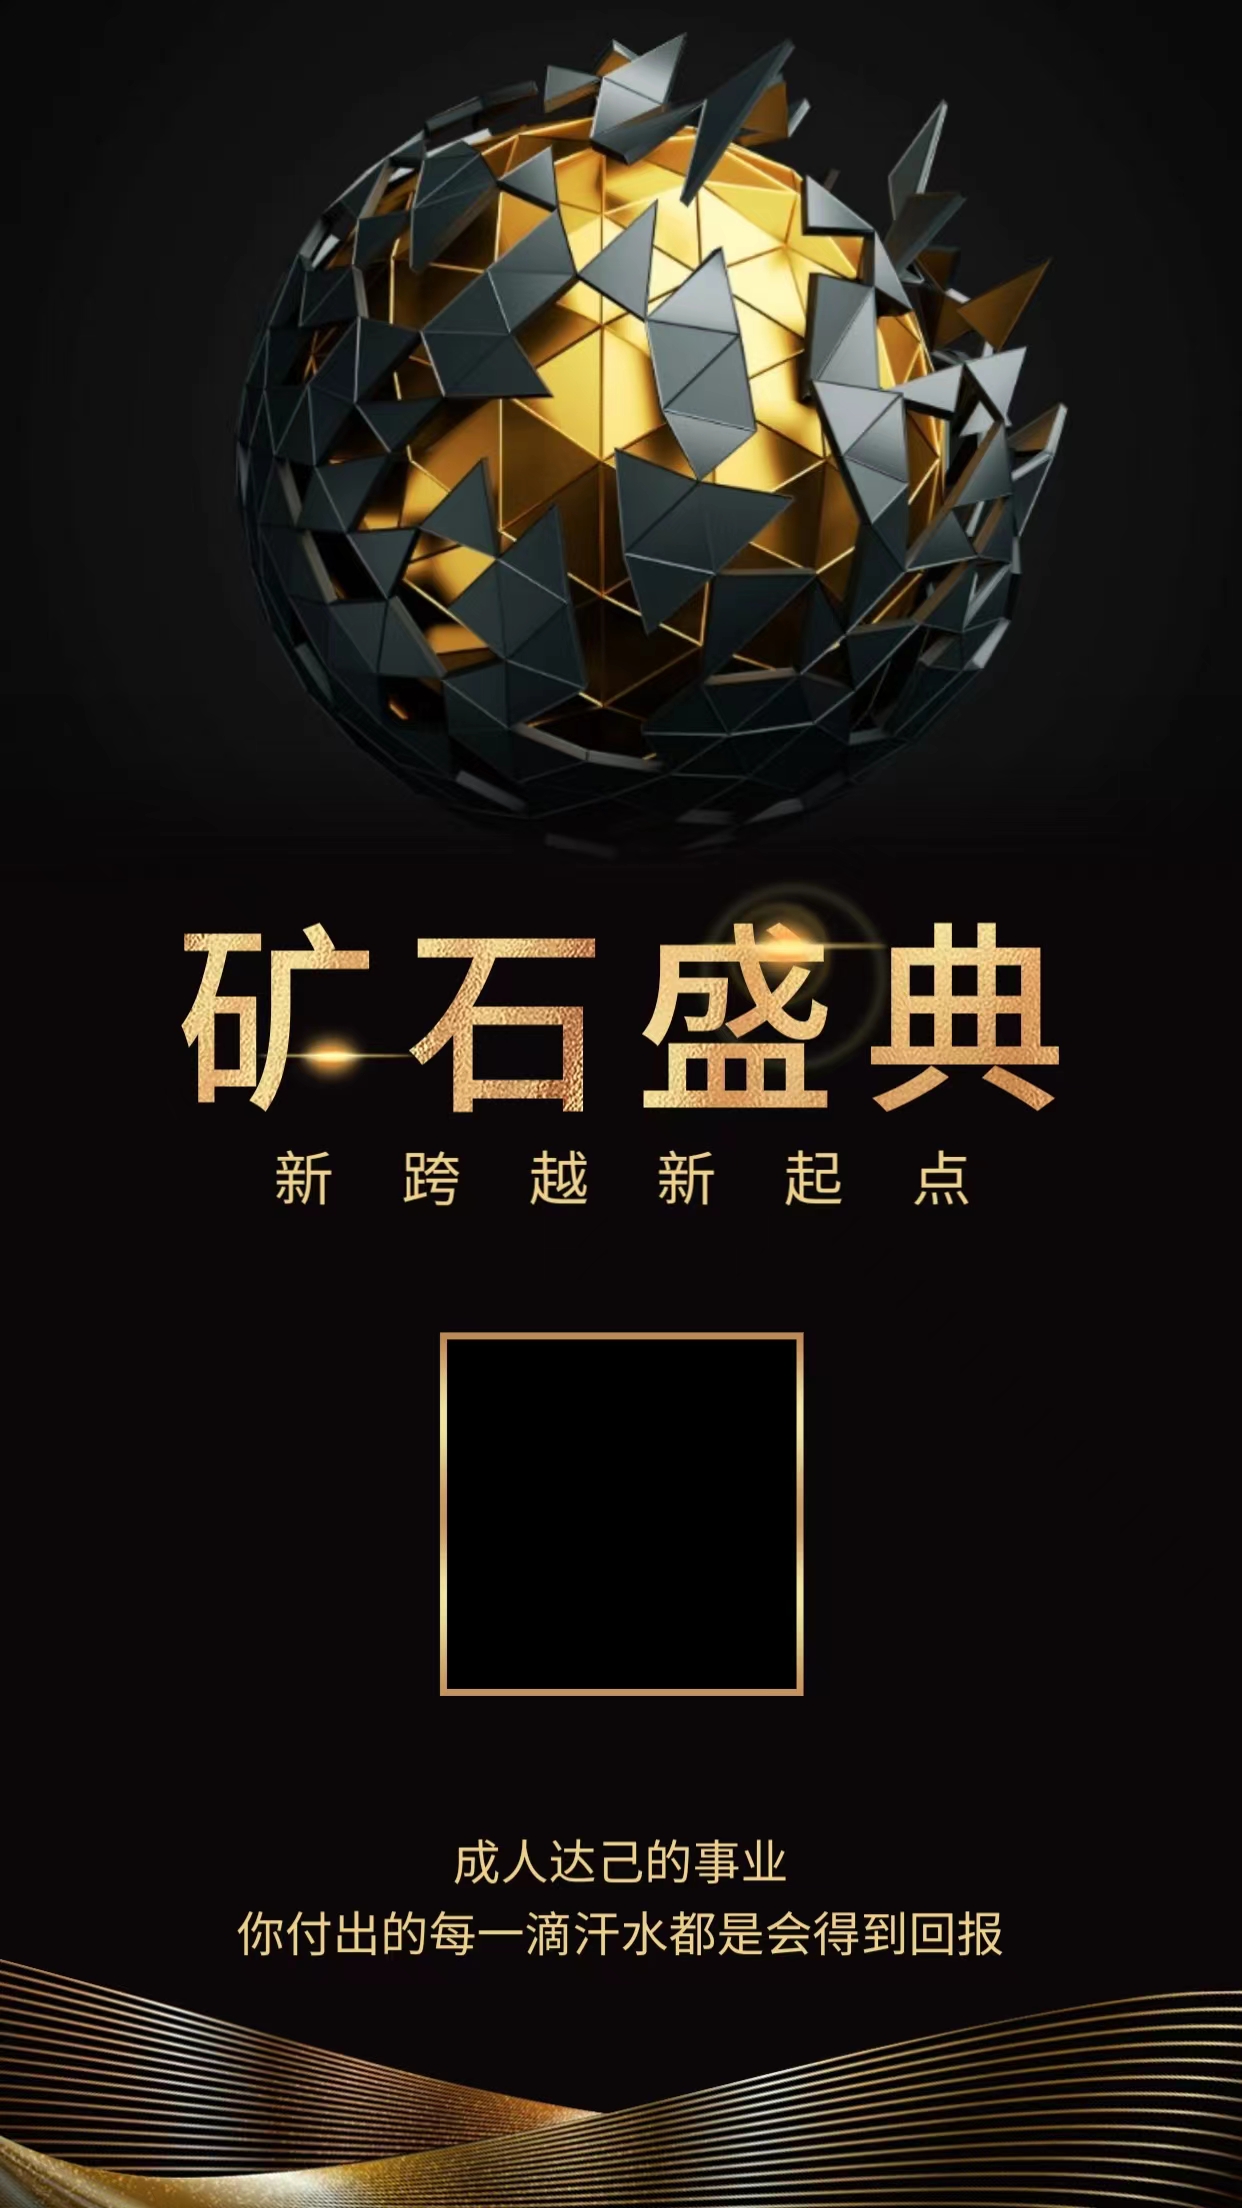 矿石盛典
新跨越新起点
成人达己的事业
你付出的每一滴汗水都是会得到回报